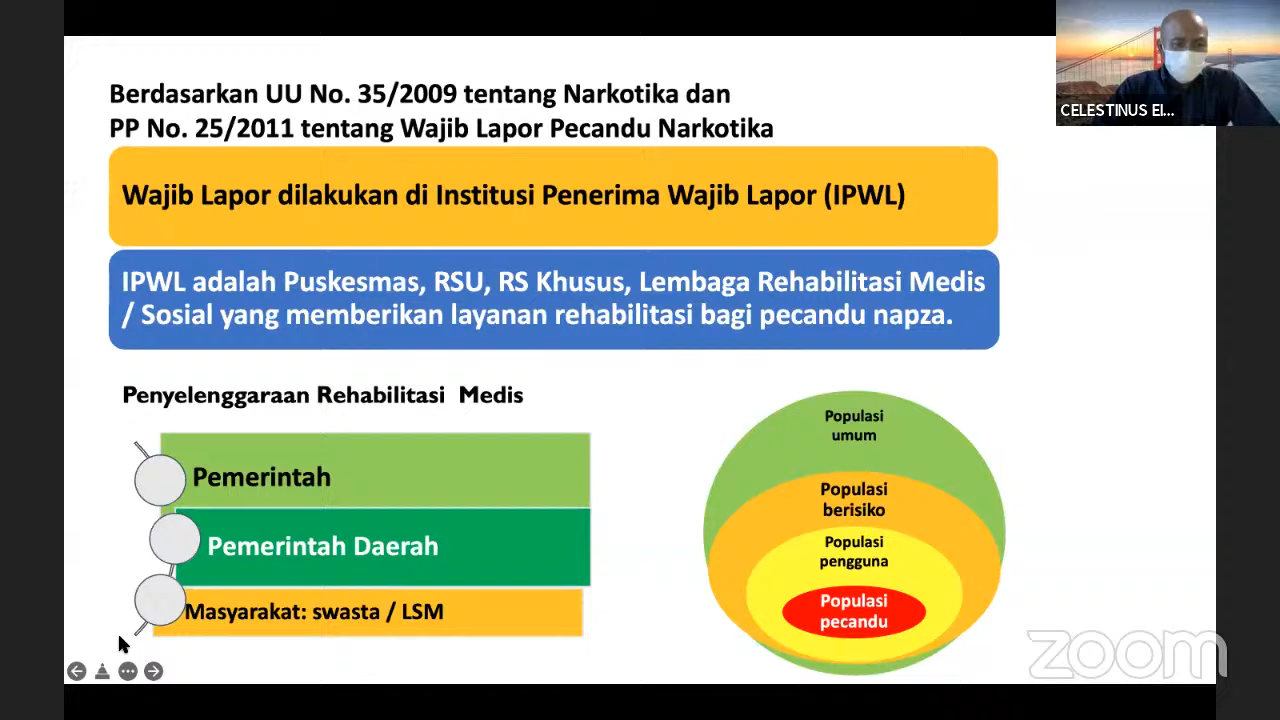 Berdasarkan UU No. 35/2009 tentang Narkotika dan
PP No. 25/2011 tentang Wajib Lapor Pecandu Narkotika
Wajib Lapor dilakukan di Institusi Penerima Wajib Lapor (IPWL)
IPWL adalah Puskesmas, RSU, RS Khusus, Lembaga Rehabilitasi Medis
/ Sosial yang memberikan layanan rehabilitasi bagi pecandu napza.
Penyelenggaraan Rehabilitasi Medis
Pemerintah
Pemerintah Daerah
Masyarakat: swasta / LSM
Populasi
umum
Populasi
berisiko
Populasi
pengguna
Populasi
pecandu
CELESTINUS EI...
zoom